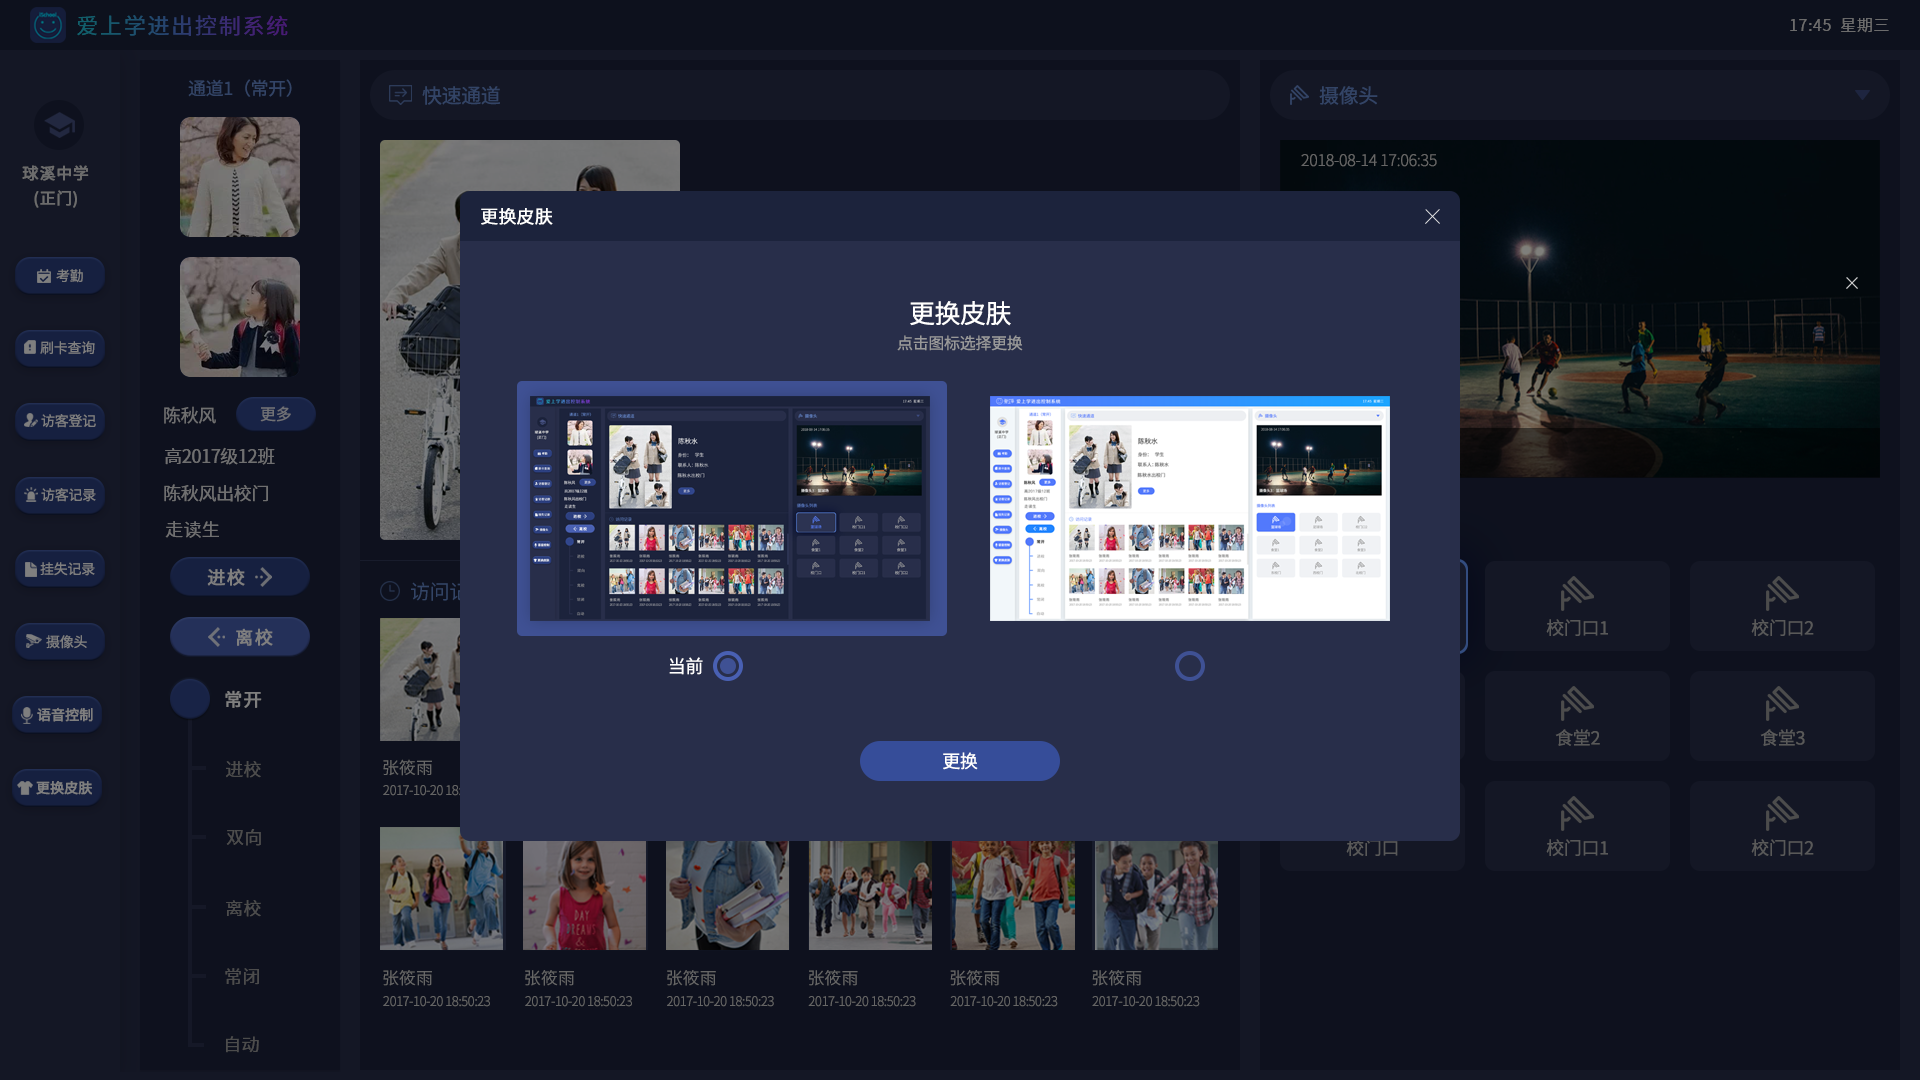 爱上学进出控制系统
17:45 星期三
球溪中学
(正门)
考勤
刷卡查询
访客登记
访客记录
挂失记录
摄像头
语音控制
更换皮肤
通道1（常开）
陈秋风
更多
高2017级12班
陈秋风出校门
走读生
进校
离校
常开
进校
双向
离校
常闭
自动
快速通道
访问记
张筱雨
2017-10-20 18:
张筱雨
2017-10-20 18:50:23
张筱雨
2017-10-20 18:50:23
张筱雨
2017-10-20 18:50:23
张筱雨
2017-10-20 18:50:23
张筱雨
2017-10-20 18:50:23
张筱雨
2017-10-20 18:50:23
摄像头
2018-08-14 17:06:35
校门口1
校门口2
食堂2
食堂3
校门口
校门口1
校门口2
更换皮肤
更换皮肤
点击图标选择更换
当前
更换